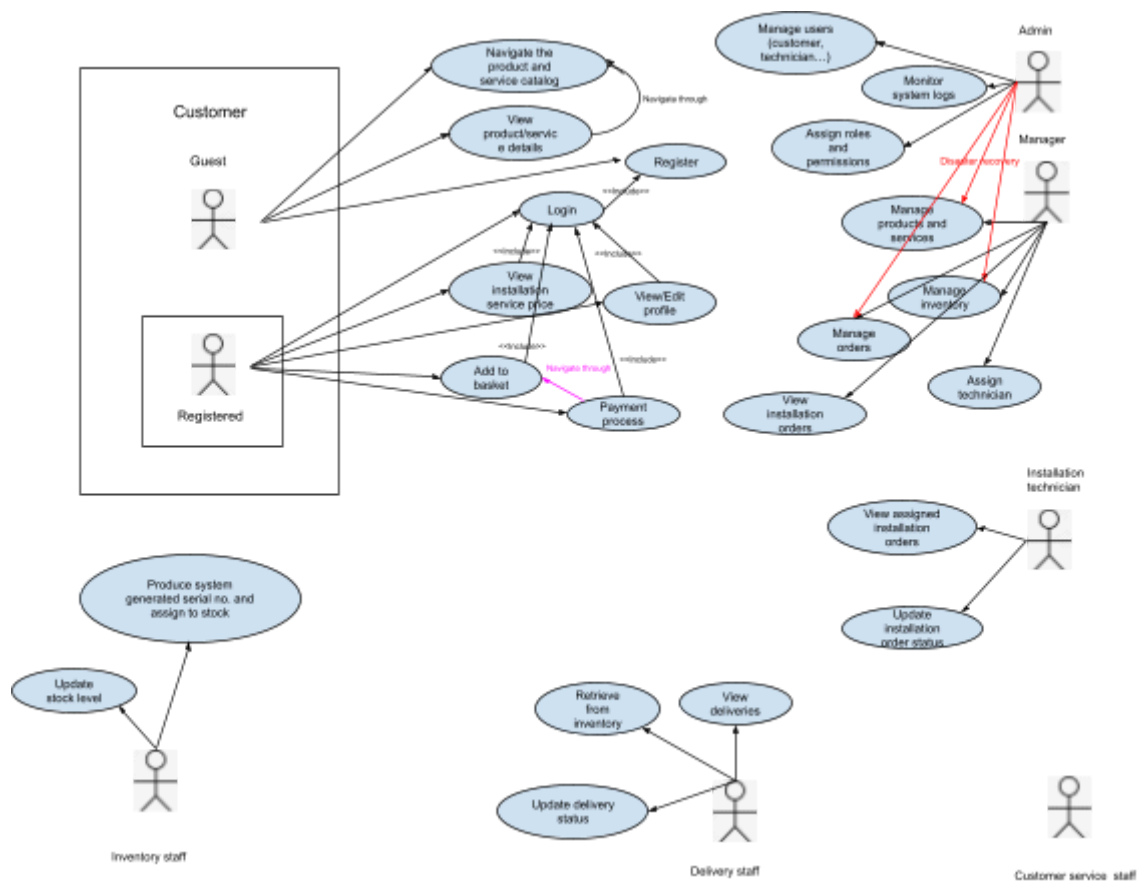 Customer
Guest
Registered
Navigate the
product and
service catalog
View
product/servic
e details
Navigate through
Register
<<Include>>
Login
<<Include>>
<<Include>>
View
installation
service price
View/Edit
profile
<<Include>>
<<Include>>
Add to
basket
Navigate through
Payment
process
Admin
Manage users
(customer,
technician...)
Monitor
system logs
Assign roles
and
permissions
Disaster recovery
Manager
Manage
products and
services
Manage
inventory
Manage
orders
Assign
technician
View
installation
orders
Installation
technician
View assigned
installation
orders
Update
installation
order status
Produce system
generated serial no. and
assign to stock
Update
stock level
Inventory staff
Retrieve
from
inventory
View
deliveries
Update delivery
status
Delivery staff
Customer service staff